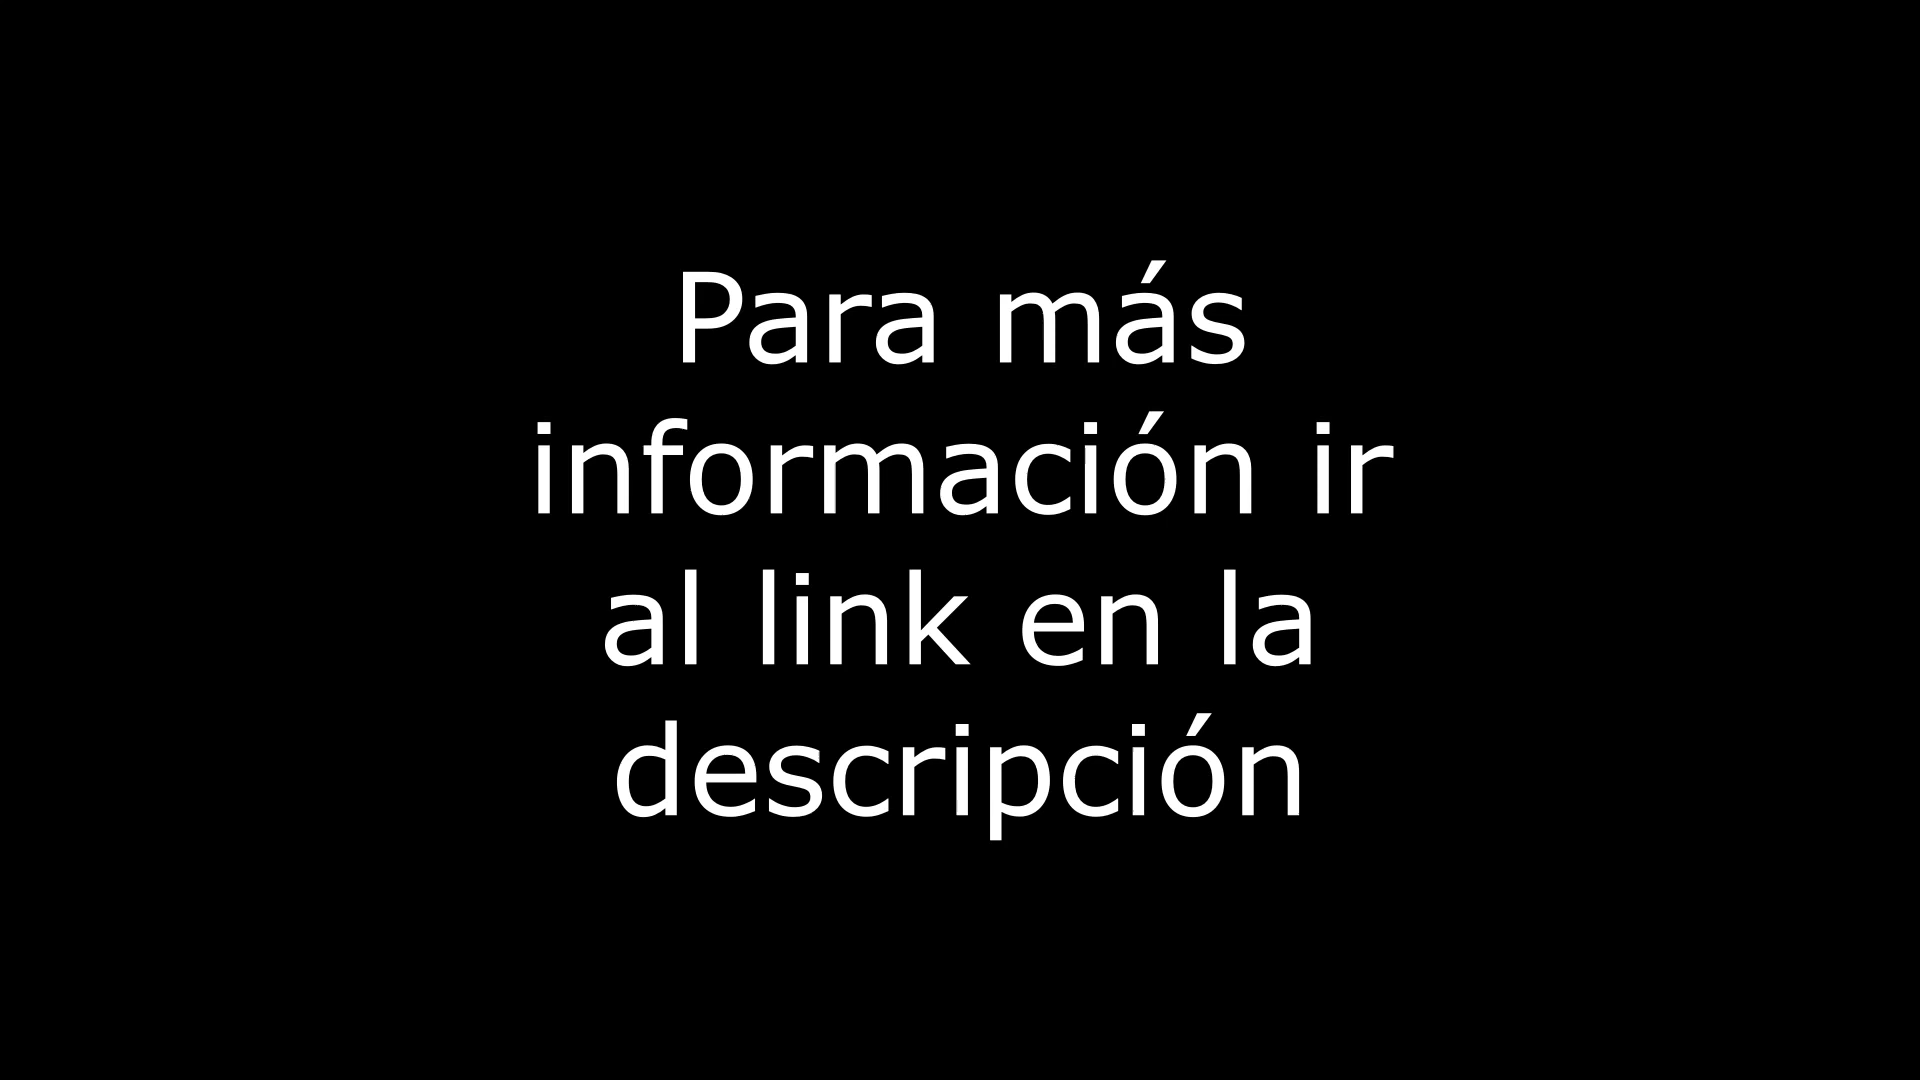 Para más
información ir
al link en la
descripción